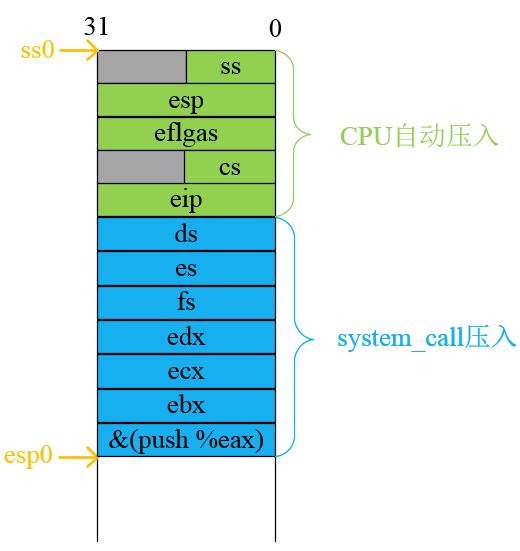 31 0
ss0
ss
esp
eflgas
cs
eip
CPU自动压入
ds
es
fs
edx
ecx
ebx
&(push %eax)
system_call压入
esp0